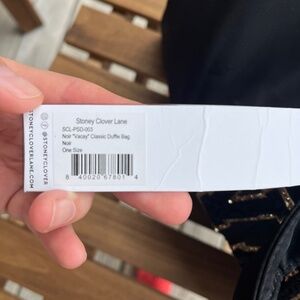 Stoney Clover Lane
SCL-PSD-003
Noir "Vacay" Classic Duffle Bag
Noir
One Size
8 40020 67801 4
@STONEYCLOVER
STONEYCLOVERLANE.COM